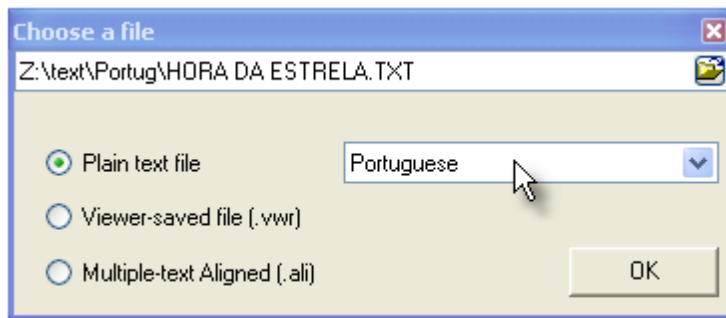 Choose a file
Z:\text\Portug\HORA DA ESTRELA.TXT
Plain text file Portuguese
Viewer-saved file (.vwr)
Multiple-text Aligned (.ali) OK